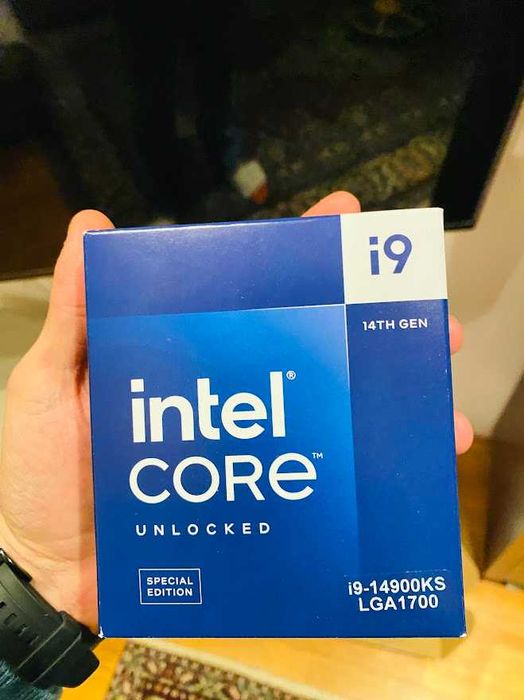 i9
14TH GEN
intel®
CORe™
UNLOCKED
SPECIAL
EDITION
i9-14900KS
LGA1700